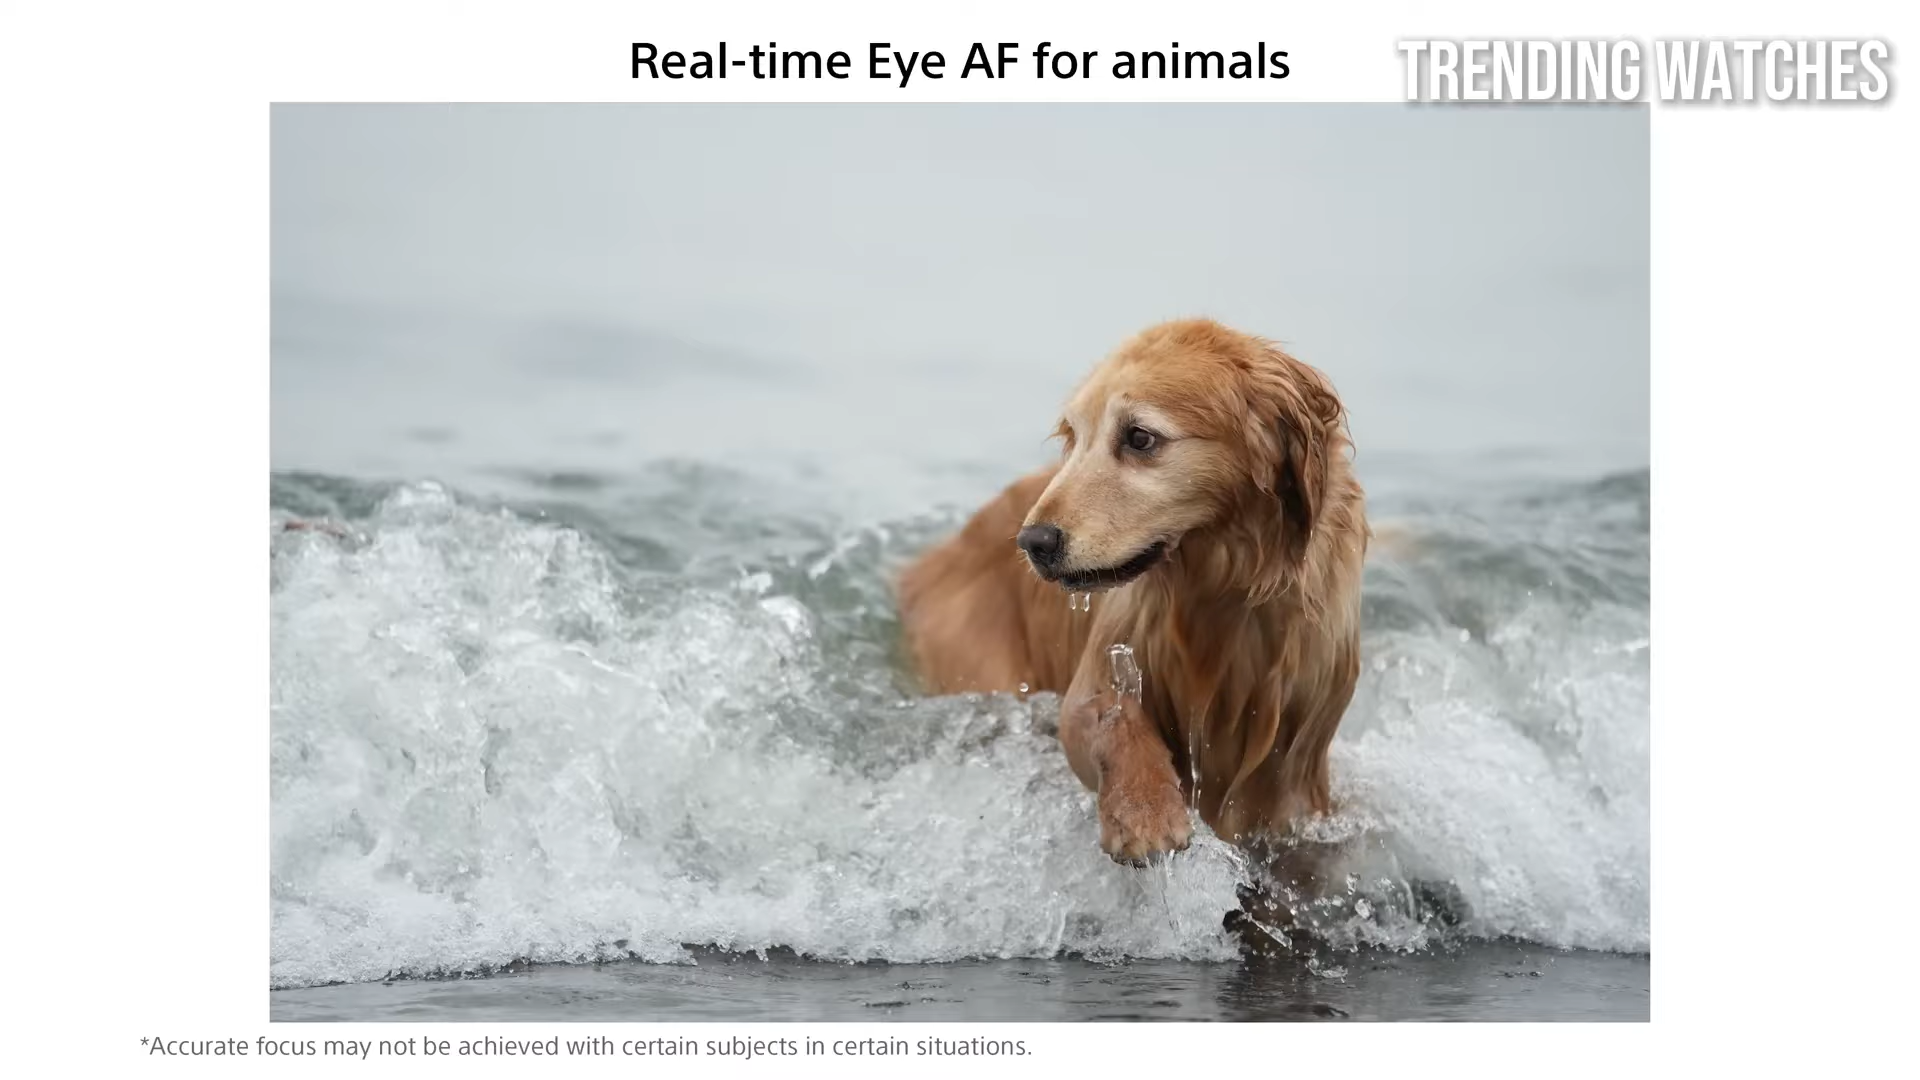 Real-time Eye AF for animals
TRENDING WATCHES
*Accurate focus may not be achieved with certain subjects in certain situations.